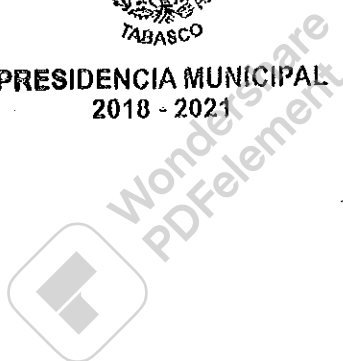 TABASCO
PRESIDENCIA MUNICIPAL
2018 - 2021
Wondershare
PDFelement